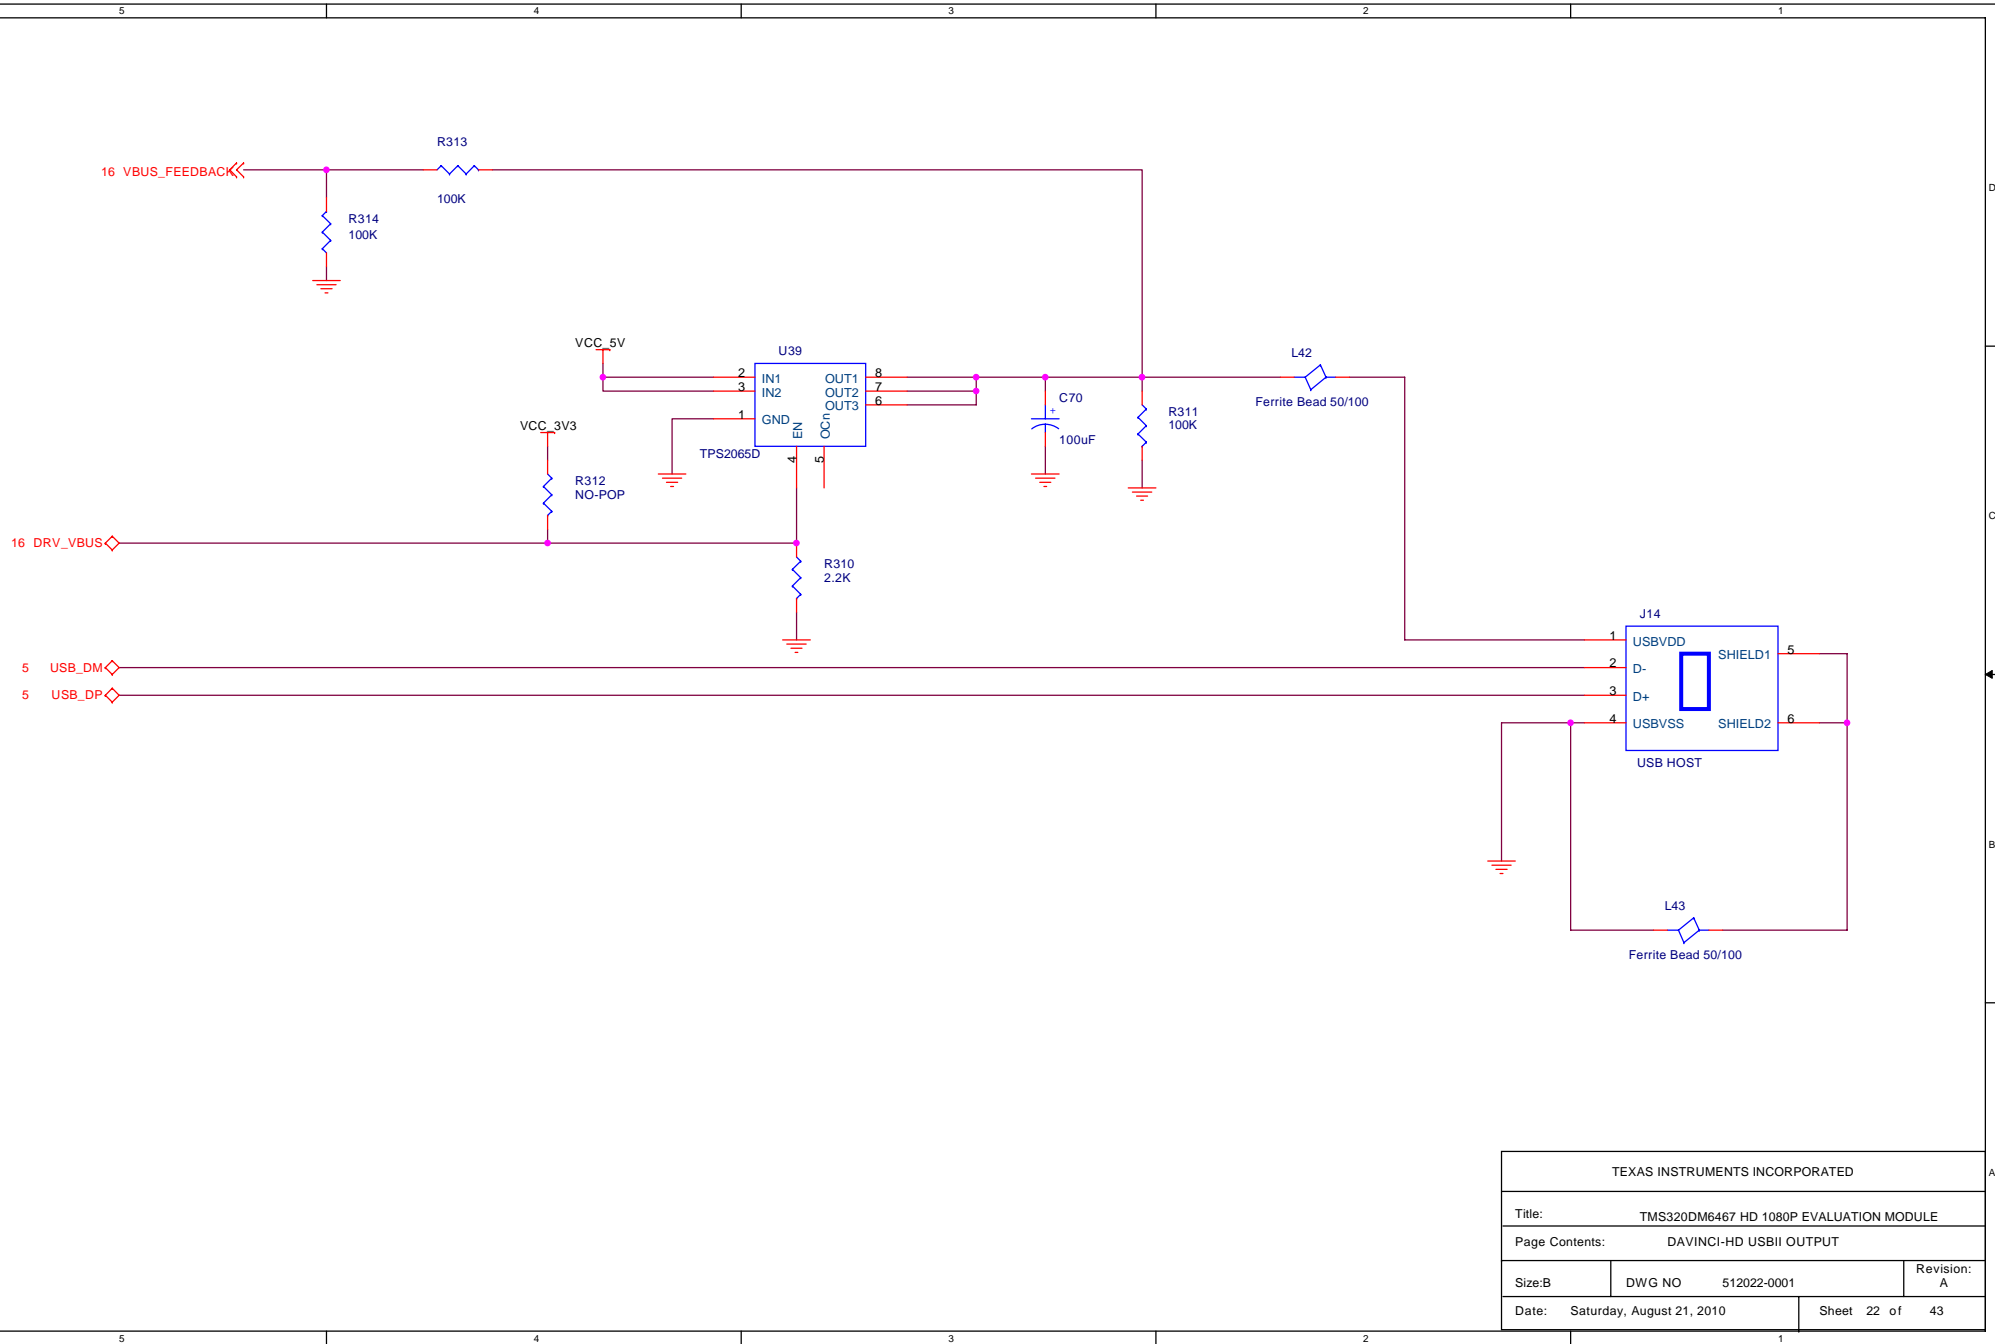 5 4 3 2 1
R313
16 VBUS_FEEDBACK
100K
D
R314
100K
VCC_5V
U39
L42
2 IN1 OUT1 8
3 IN2 OUT2 7
OUT3 6
C70
Ferrite Bead 50/100
R311
1 GND EN OCn
100K
VCC_3V3
100uF
TPS2065D
4 5
R312
NO-POP
C
16 DRV_VBUS
R310
2.2K
J14
1 USBVDD
SHIELD1 5
5 USB_DM
2 D-
5 USB_DP
3 D+
4 USBVSS SHIELD2 6
USB HOST
B
L43
Ferrite Bead 50/100
TEXAS INSTRUMENTS INCORPORATED
A
Title: TMS320DM6467 HD 1080P EVALUATION MODULE
Page Contents: DAVINCI-HD USBII OUTPUT
Size:B DWG NO 512022-0001 Revision:
A
Date: Saturday, August 21, 2010 Sheet 22 of 43
5 4 3 2 1